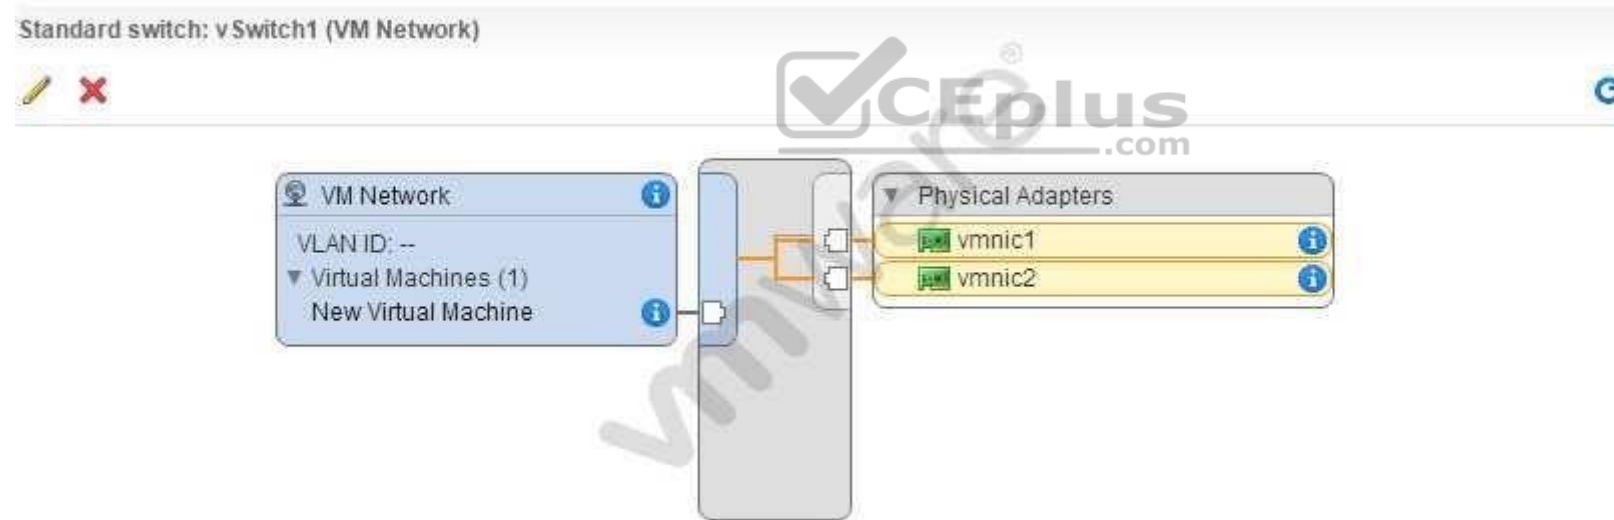 Standard switch: vSwitch1 (VM Network)
CEplus
.com
vmware®
VM Network
VLAN ID: --
Virtual Machines (1)
New Virtual Machine
Physical Adapters
vmnic1
vmnic2